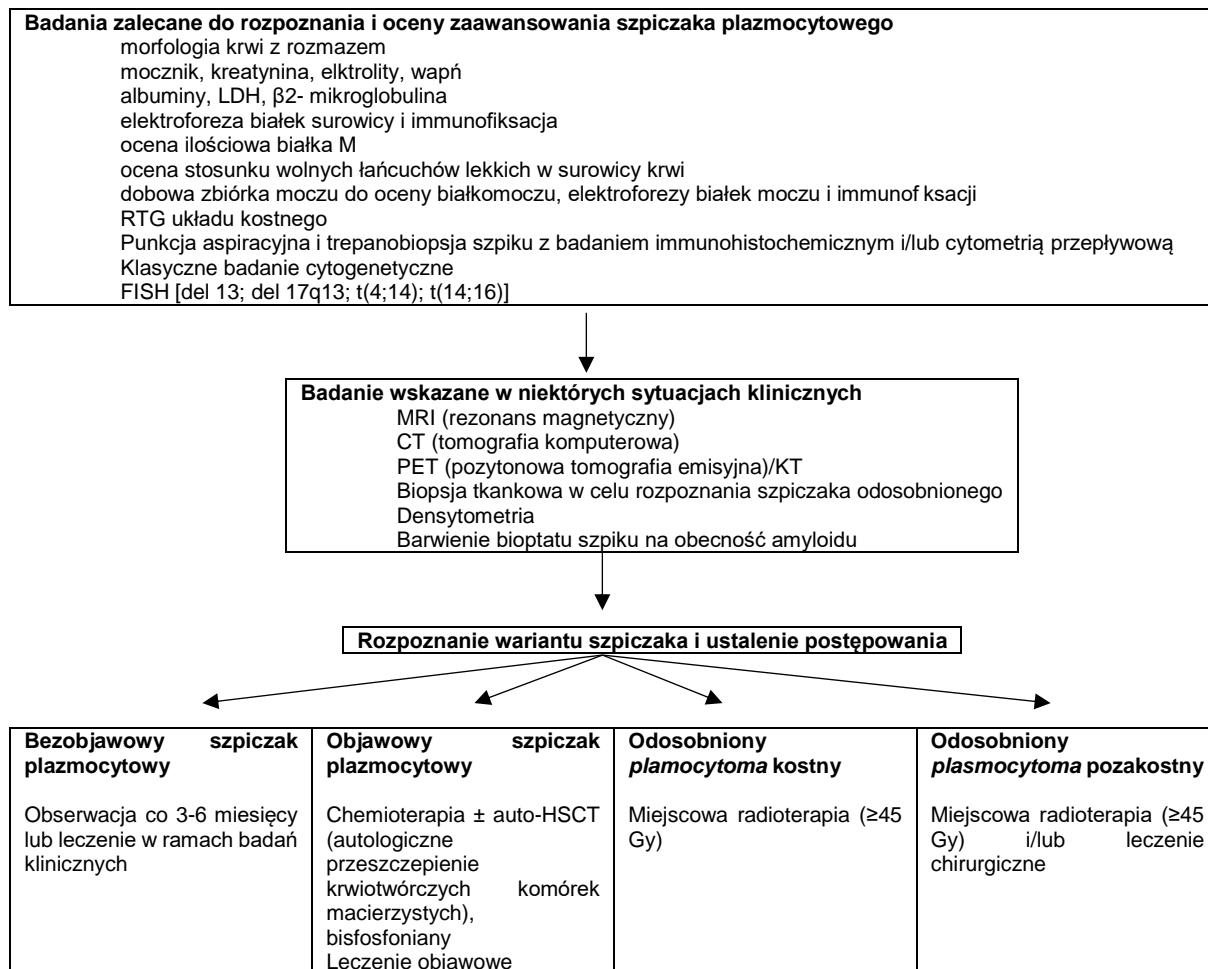 Badania zalecane do rozpoznania i oceny zaawansowania szpiczaka plazmocytowego
morfologia krwi z rozmazem
mocznik, kreatynina, elktrolity, wapń
albuminy, LDH, β2- mikroglobulina
elektroforeza białek surowicy i immunofiksacja
ocena ilościowa białka M
ocena stosunku wolnych łańcuchów lekkich w surowicy krwi
dobowa zbiórka moczu do oceny białkomoczu, elektroforezy białek moczu i immunof ksacji
RTG układu kostnego
Punkcja aspiracyjna i trepanobiopsja szpiku z badaniem immunohistochemicznym i/lub cytometrią przepływową
Klasyczne badanie cytogenetyczne
FISH [del 13; del 17q13; t(4;14); t(14;16)]
Badanie wskazane w niektórych sytuacjach klinicznych
MRI (rezonans magnetyczny)
CT (tomografia komputerowa)
PET (pozytonowa tomografia emisyjna)/KT
Biopsja tkankowa w celu rozpoznania szpiczaka odosobnionego
Densytometria
Barwienie bioptatu szpiku na obecność amyloidu
Rozpoznanie wariantu szpiczaka i ustalenie postępowania
Bezobjawowy szpiczak
plazmocytowy
Obserwacja co 3-6 miesięcy
lub leczenie w ramach badań
klinicznych
Objawowy szpiczak
plazmocytowy
Chemioterapia ± auto-HSCT
(autologiczne
przeszczepienie
krwiotwórczych komórek
macierzystych),
bisfosfoniany
Leczenie objawowe
Odosobniony
plamocytoma kostny
Miejscowa radioterapia (≥45
Gy)
Odosobniony
plasmocytoma pozakostny
Miejscowa radioterapia (≥45
Gy) i/lub leczenie
chirurgiczne